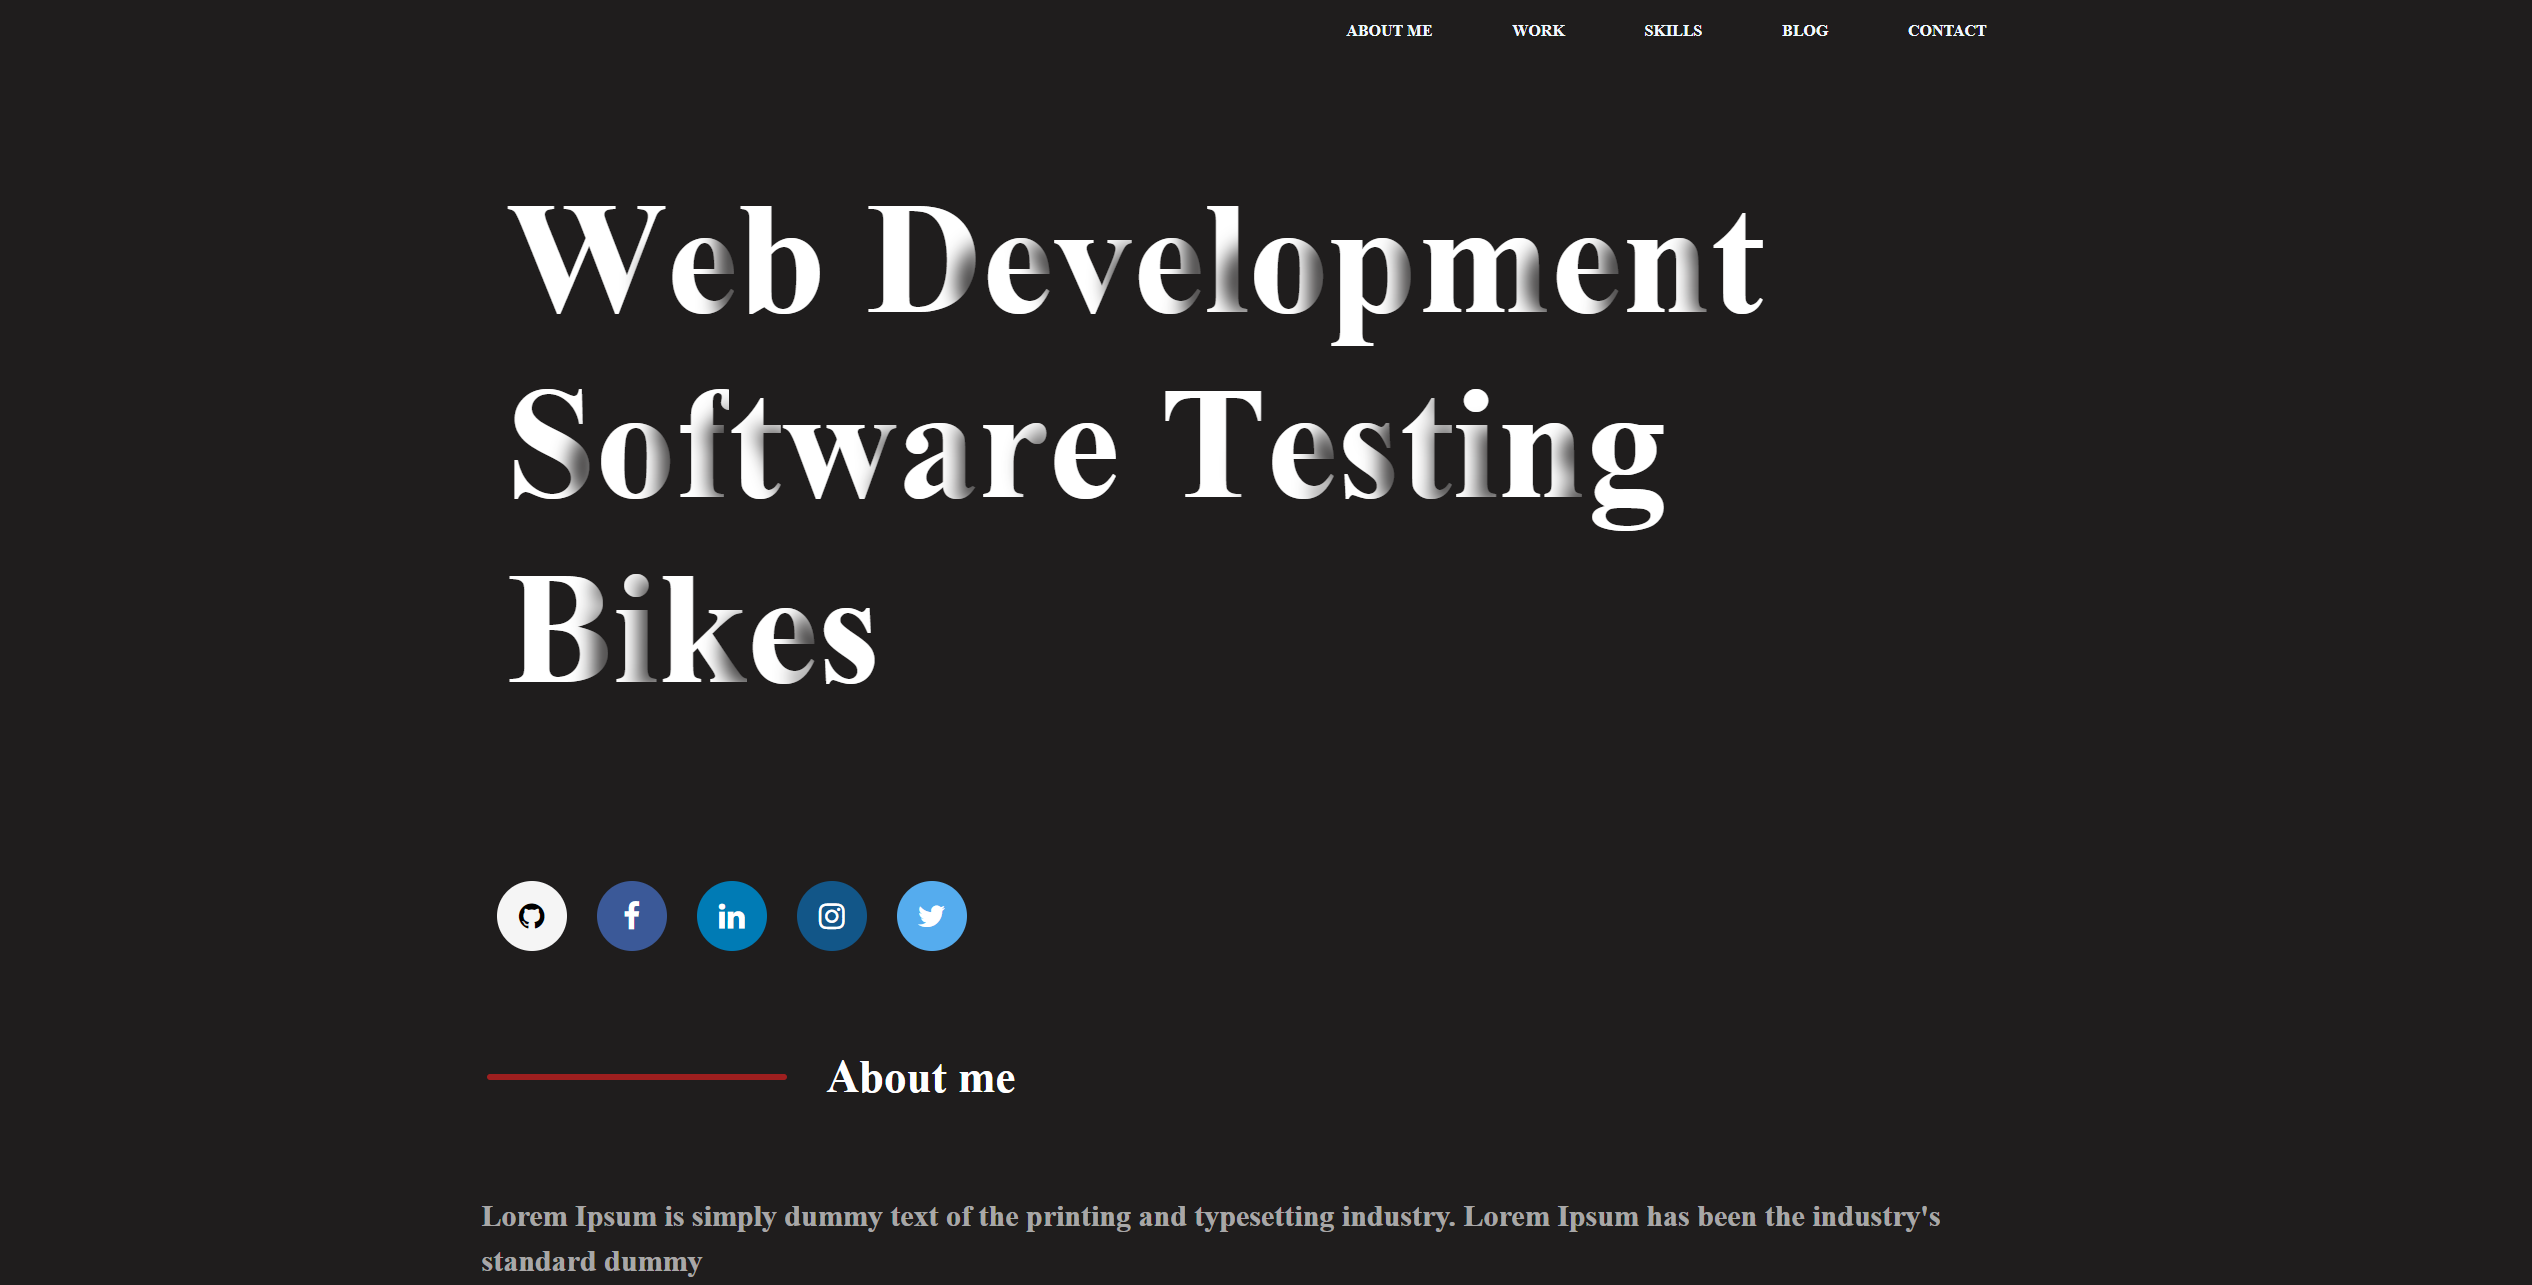 ABOUT ME WORK SKILLS BLOG CONTACT
Web Development
Software Testing
Bikes
About me
Lorem Ipsum is simply dummy text of the printing and typesetting industry. Lorem Ipsum has been the industry's
standard dummy